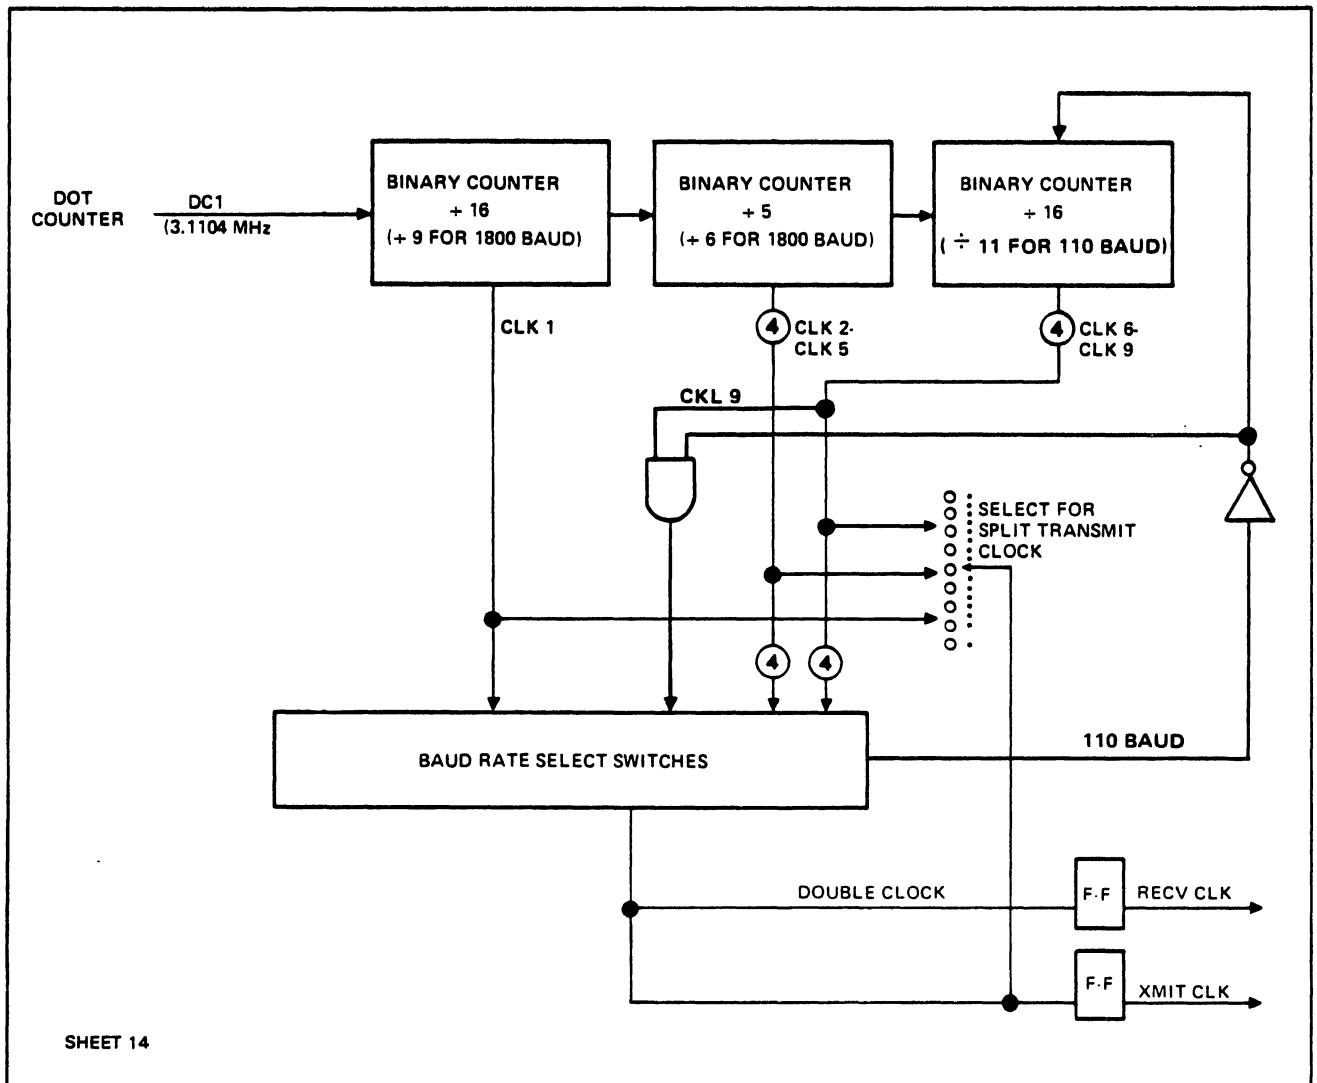 DOT
COUNTER
DC1
(3.1104 MHz
BINARY COUNTER
÷ 16
(÷ 9 FOR 1800 BAUD)
BINARY COUNTER
÷ 5
(÷ 6 FOR 1800 BAUD)
BINARY COUNTER
÷ 16
( ÷ 11 FOR 110 BAUD)
CLK 1
4
CLK 2-
CLK 5
4
CLK 6-
CLK 9
CKL 9
SELECT FOR
SPLIT TRANSMIT
CLOCK
4
4
BAUD RATE SELECT SWITCHES
110 BAUD
DOUBLE CLOCK
F-F
RECV CLK
F-F
XMIT CLK
SHEET 14